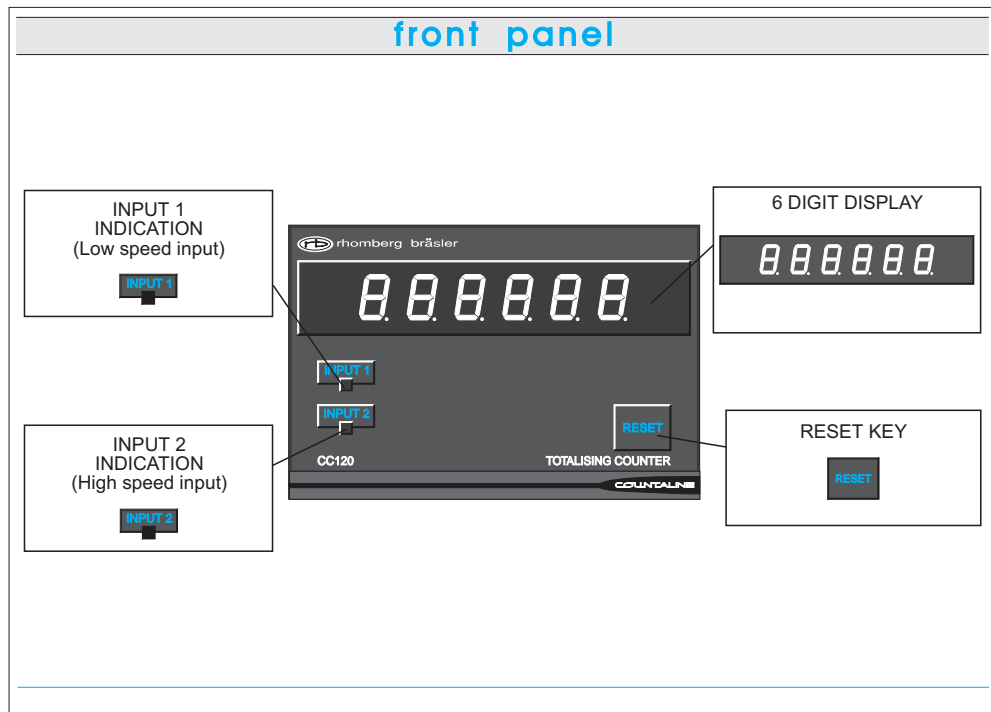 front panel
INPUT 1
INDICATION
(Low speed input)
INPUT 1
INPUT 2
INDICATION
(High speed input)
INPUT 2
rb rhomberg bräsler
8.8.8.8.8.8.
INPUT 1
INPUT 2
RESET
CC120
TOTALISING COUNTER
COUNTALINE
6 DIGIT DISPLAY
8.8.8.8.8.8.
RESET KEY
RESET